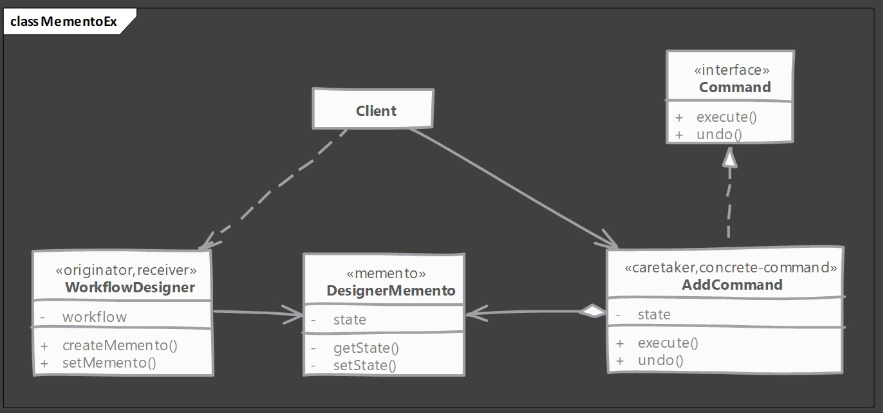 class MementoEx
«interface»
Command
+ execute()
+ undo()
Client
«originator,receiver»
WorkflowDesigner
- workflow
+ createMemento()
+ setMemento()
«memento»
DesignerMemento
- state
- getState()
- setState()
«caretaker,concrete-command»
AddCommand
- state
+ execute()
+ undo()